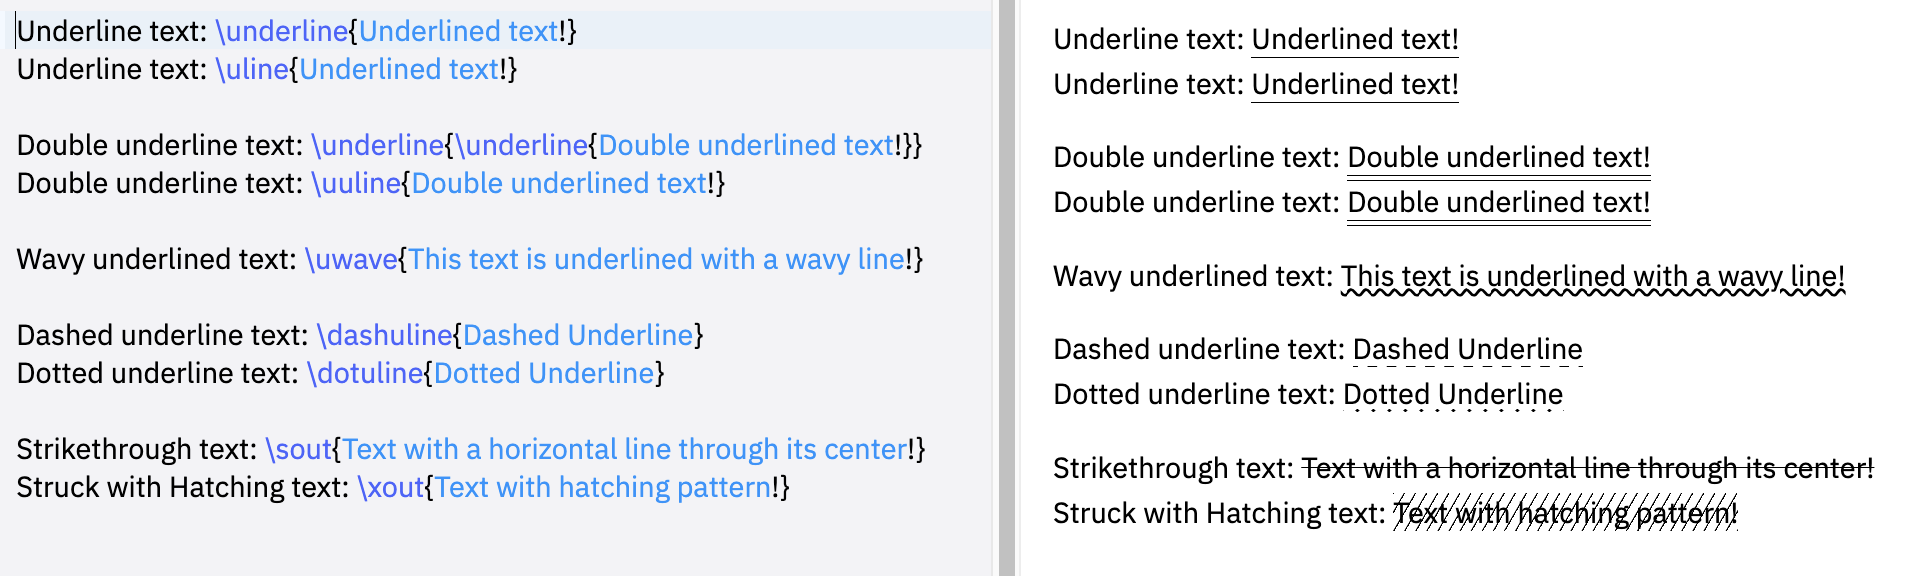 Underline text: \underline{Underlined text!}
Underline text: \uline{Underlined text!}
Double underline text: \underline{\underline{Double underlined text!}}
Double underline text: \uuline{Double underlined text!}
Wavy underlined text: \uwave{This text is underlined with a wavy line!}
Dashed underline text: \dashuline{Dashed Underline}
Dotted underline text: \dotuline{Dotted Underline}
Strikethrough text: \sout{Text with a horizontal line through its center!}
Struck with Hatching text: \xout{Text with hatching pattern!}
Underline text: Underlined text!
Underline text: Underlined text!
Double underline text: Double underlined text!
Double underline text: Double underlined text!
Wavy underlined text: This text is underlined with a wavy line!
Dashed underline text: Dashed Underline
Dotted underline text: Dotted Underline
Strikethrough text: Text with a horizontal line through its center!
Struck with Hatching text: Text with hatching pattern!